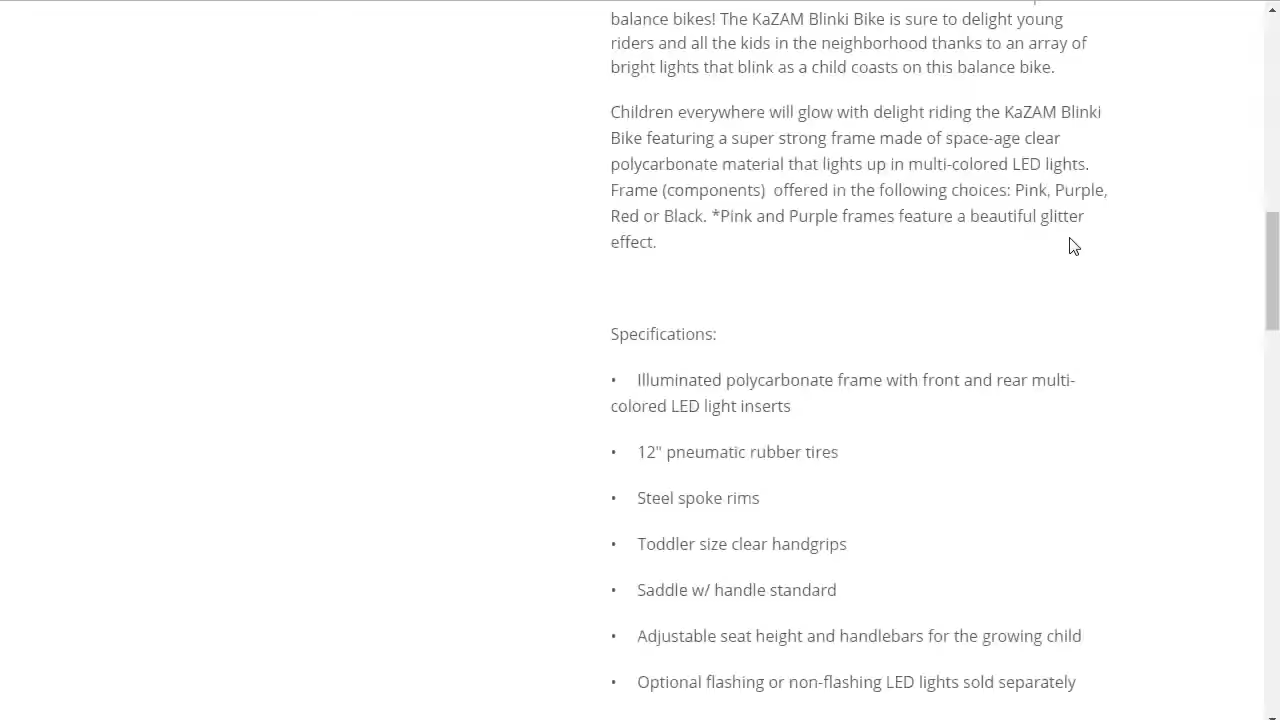 balance bikes! The KaZAM Blinki Bike is sure to delight young
riders and all the kids in the neighborhood thanks to an array of
bright lights that blink as a child coasts on this balance bike.
Children everywhere will glow with delight riding the KaZAM Blinki
Bike featuring a super strong frame made of space-age clear
polycarbonate material that lights up in multi-colored LED lights.
Frame (components)  offered in the following choices: Pink, Purple,
Red or Black. *Pink and Purple frames feature a beautiful glitter
effect.
Specifications:
• Illuminated polycarbonate frame with front and rear multi-
colored LED light inserts
• 12" pneumatic rubber tires
• Steel spoke rims
• Toddler size clear handgrips
• Saddle w/ handle standard
• Adjustable seat height and handlebars for the growing child
• Optional flashing or non-flashing LED lights sold separately